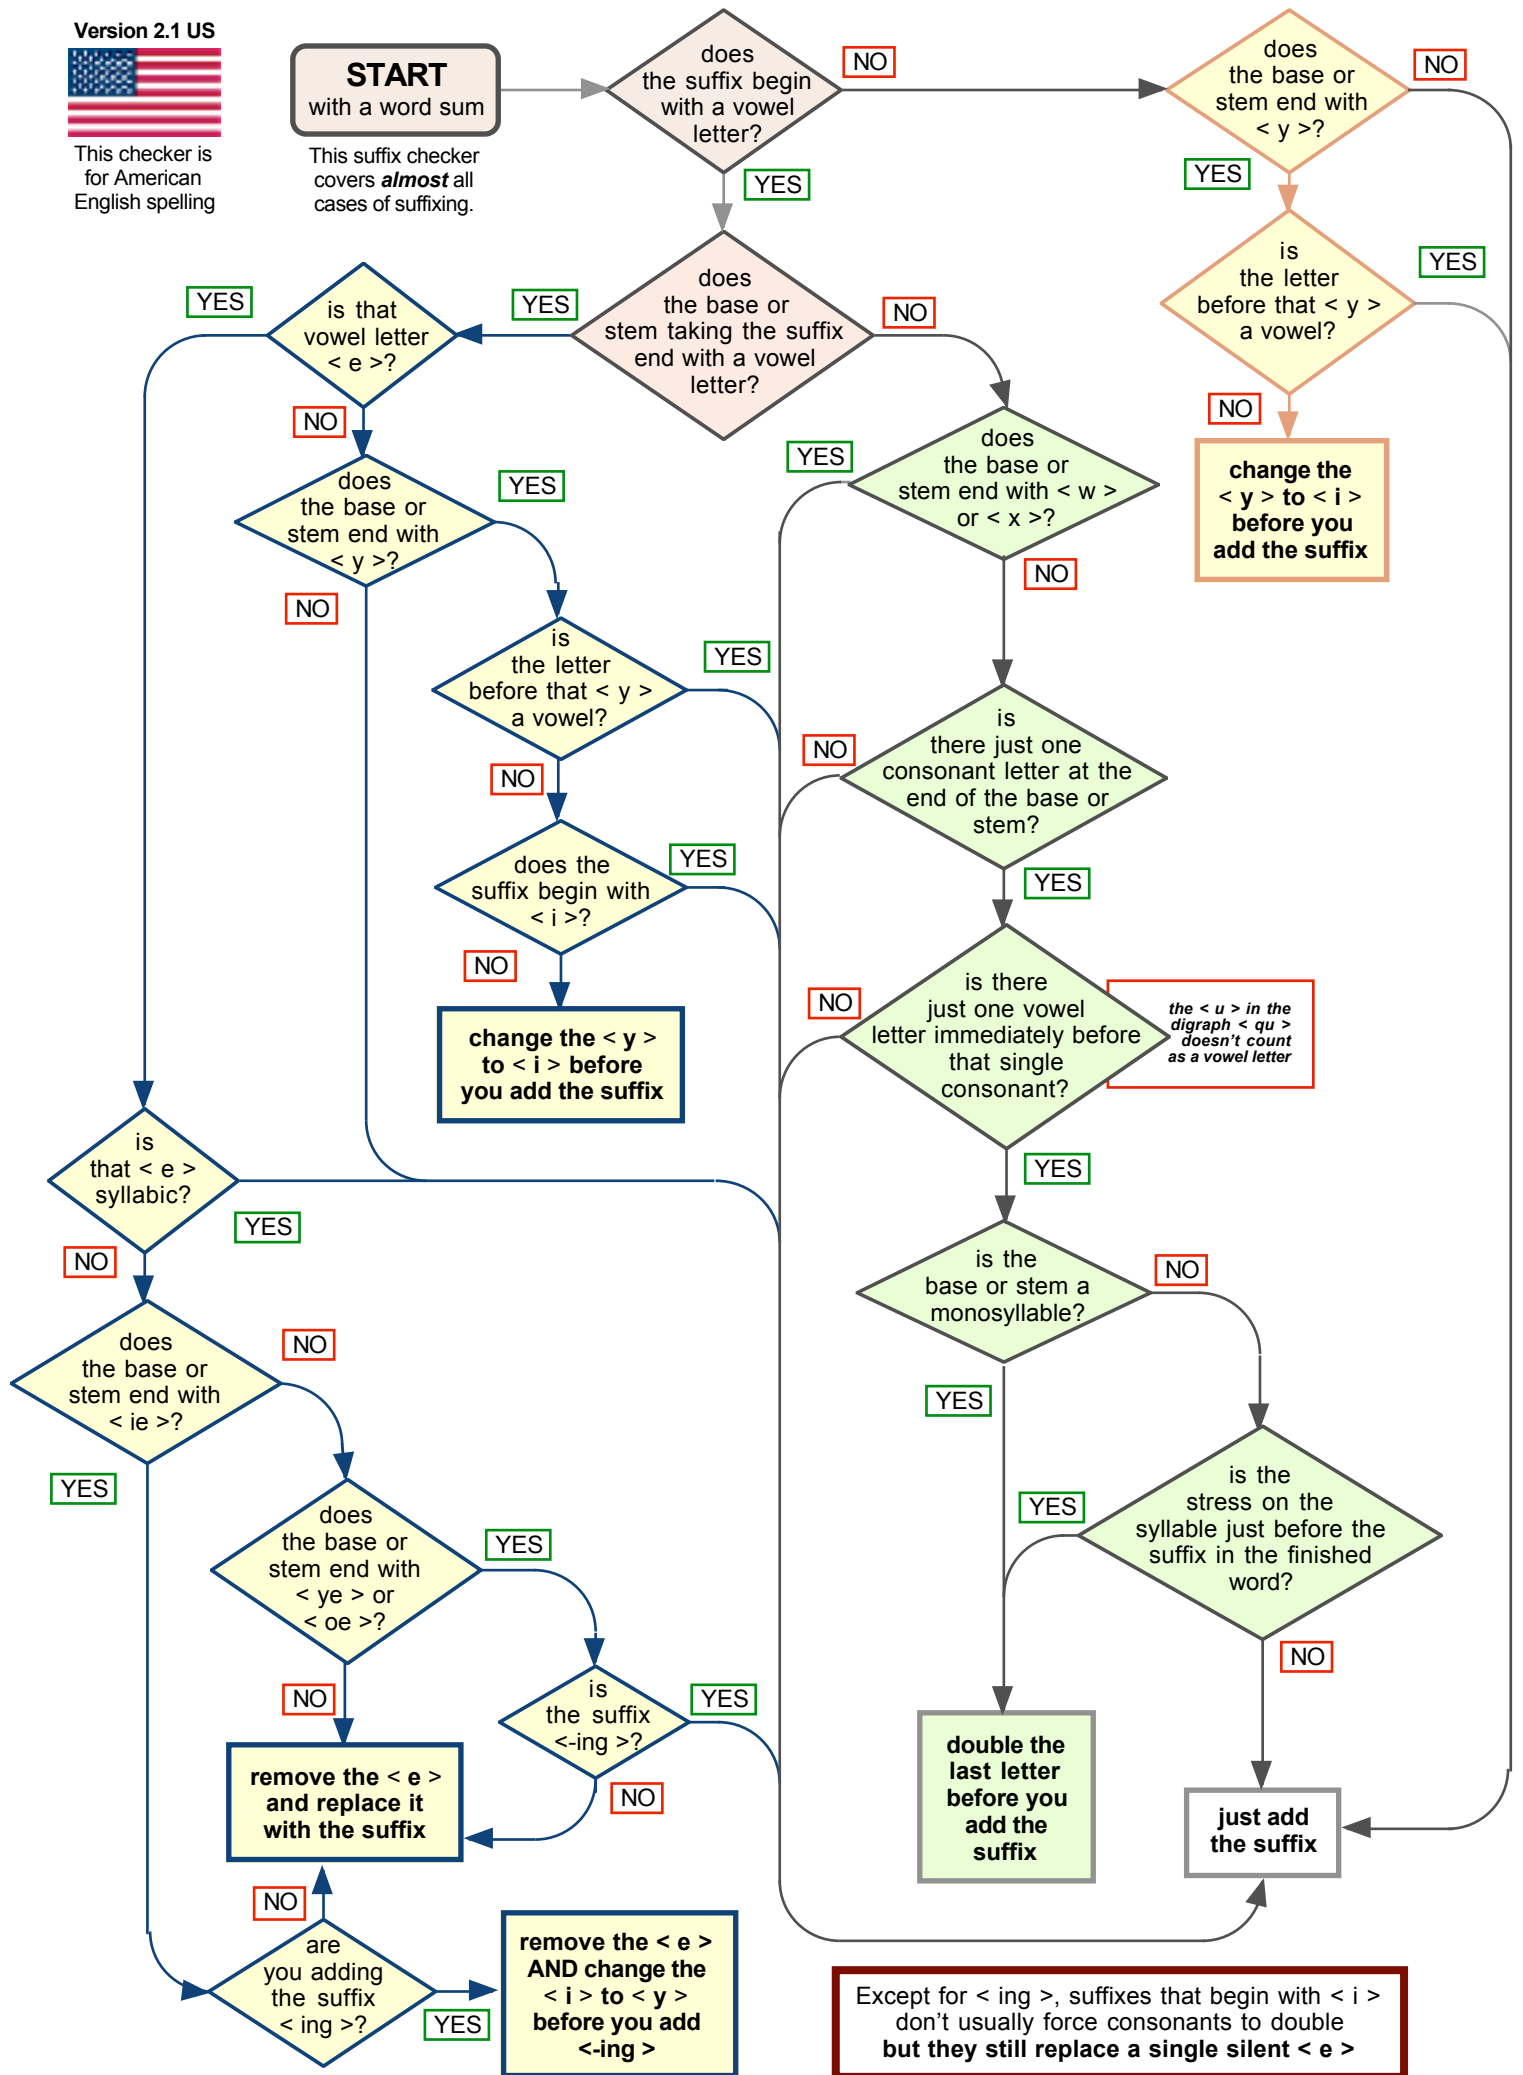 Version 2.1 US
This checker is
for American
English spelling
START
with a word sum
This suffix checker
covers almost all
cases of suffixing.
does
the suffix begin
with a vowel
letter?
NO
YES
does
the base or
stem end with
< y >?
NO
YES
is
the letter
before that < y >
a vowel?
YES
NO
change the
< y > to < i >
before you
add the suffix
does
the base or
stem taking the suffix
end with a vowel
letter?
YES
NO
is that
vowel letter
< e >?
YES
NO
does
the base or
stem end with
< y >?
YES
NO
is
the letter
before that < y >
a vowel?
YES
NO
does the
suffix begin with
< i >?
YES
NO
change the < y >
to < i > before
you add the suffix
does
the base or
stem end with < w >
or < x >?
YES
NO
is
there just one
consonant letter at the
end of the base or
stem?
NO
YES
is there
just one vowel
letter immediately before
that single
consonant?
NO
YES
the < u > in the
digraph < qu >
doesn't count
as a vowel letter
is the
base or stem a
monosyllable?
NO
YES
is the
stress on the
syllable just before the
suffix in the finished
word?
YES
NO
double the
last letter
before you
add the
suffix
just add
the suffix
is
that < e >
syllabic?
YES
NO
does
the base or
stem end with
< ie >?
NO
YES
does
the base or
stem end with
< ye > or
< oe >?
YES
NO
is
the suffix
<-ing >?
YES
NO
remove the < e >
and replace it
with the suffix
NO
are
you adding
the suffix
< ing >?
YES
remove the < e >
AND change the
< i > to < y >
before you add
<-ing >
Except for < ing >, suffixes that begin with < i >
don't usually force consonants to double
but they still replace a single silent < e >